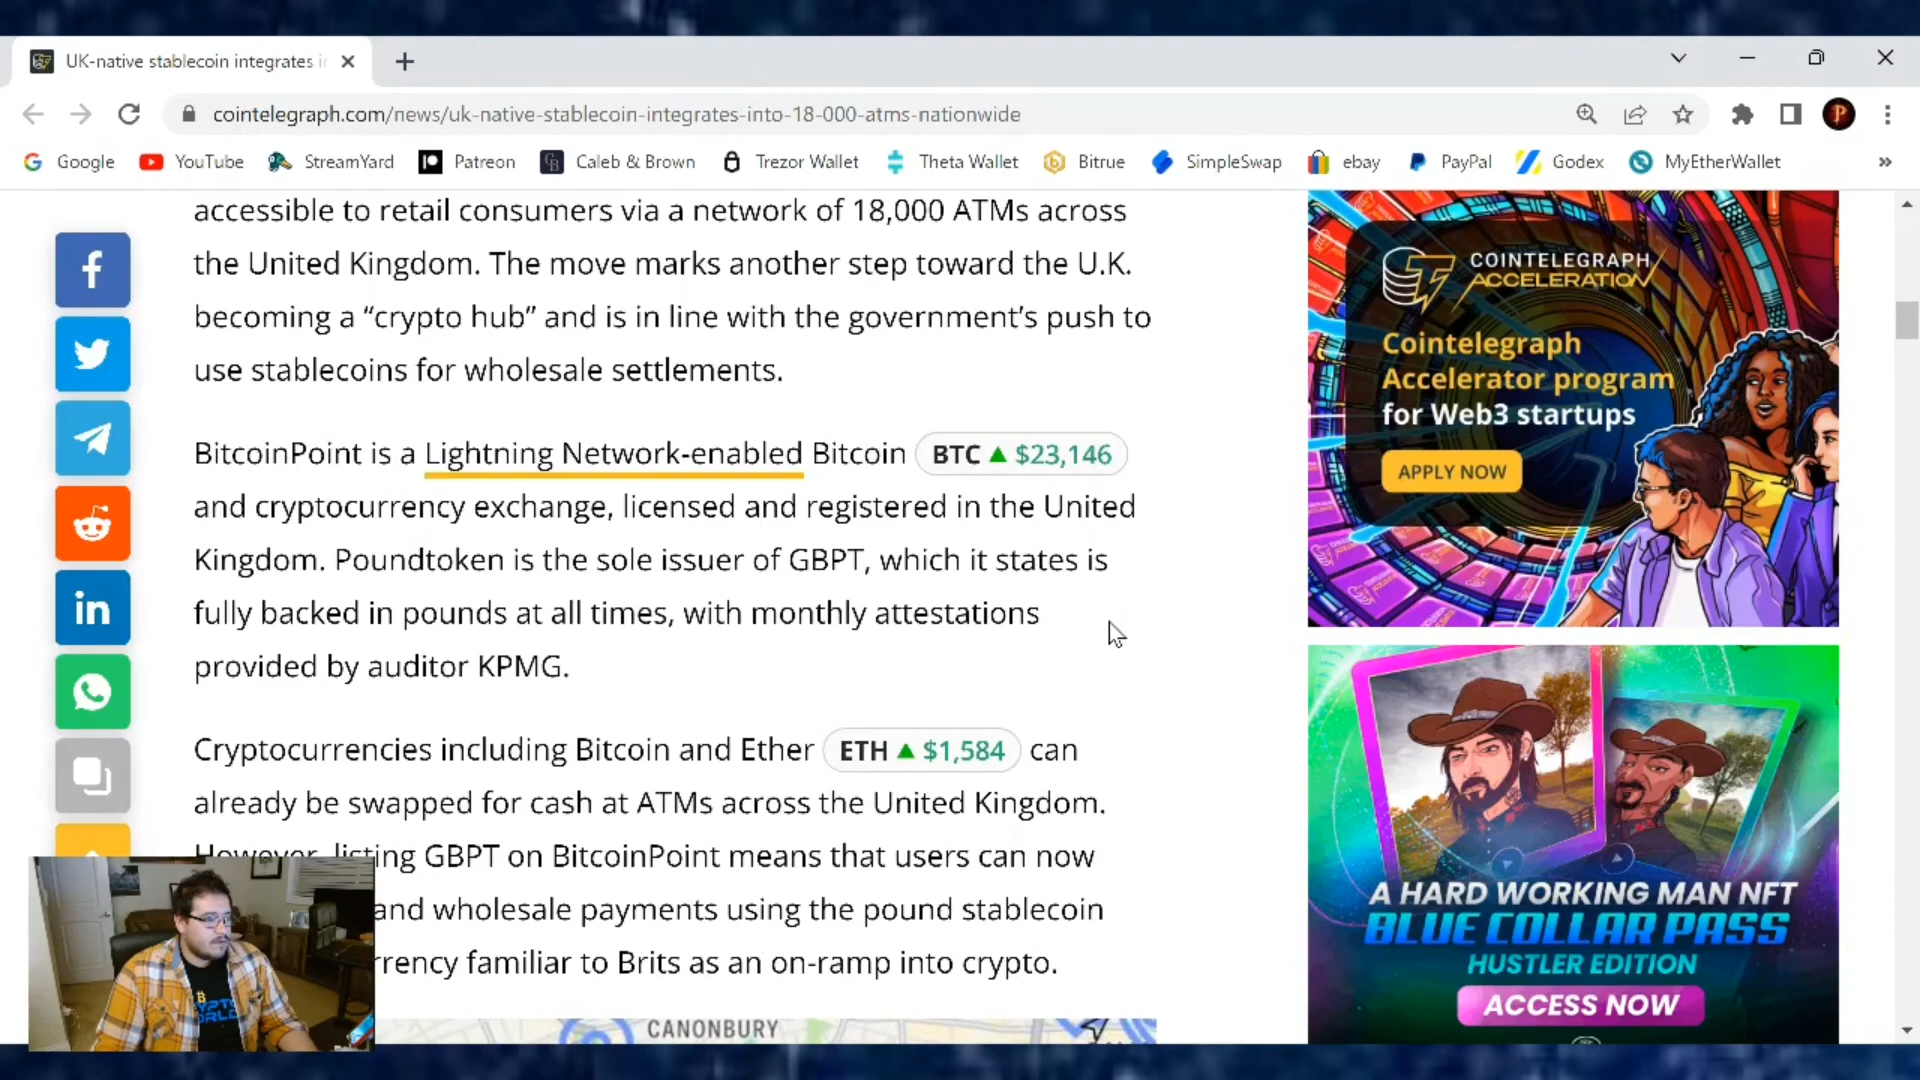 UK-native stablecoin integrates i
cointelegraph.com/news/uk-native-stablecoin-integrates-into-18-000-atms-nationwide
Google YouTube StreamYard Patreon Caleb & Brown Trezor Wallet Theta Wallet Bitrue SimpleSwap ebay PayPal Godex MyEtherWallet »
accessible to retail consumers via a network of 18,000 ATMs across
the United Kingdom. The move marks another step toward the U.K.
becoming a “crypto hub” and is in line with the government’s push to
use stablecoins for wholesale settlements.
BitcoinPoint is a Lightning Network-enabled Bitcoin BTC ▲ $23,146
and cryptocurrency exchange, licensed and registered in the United
Kingdom. Poundtoken is the sole issuer of GBPT, which it states is
fully backed in pounds at all times, with monthly attestations
provided by auditor KPMG.
Cryptocurrencies including Bitcoin and Ether ETH ▲ $1,584 can
already be swapped for cash at ATMs across the United Kingdom.
However, listing GBPT on BitcoinPoint means that users can now
and wholesale payments using the pound stablecoin
rrency familiar to Brits as an on-ramp into crypto.
CANONBURY
COINTELEGRAPH
ACCELERATION
Cointelegraph
Accelerator program
for Web3 startups
APPLY NOW
A HARD WORKING MAN NFT
BLUE COLLAR PASS
HUSTLER EDITION
ACCESS NOW